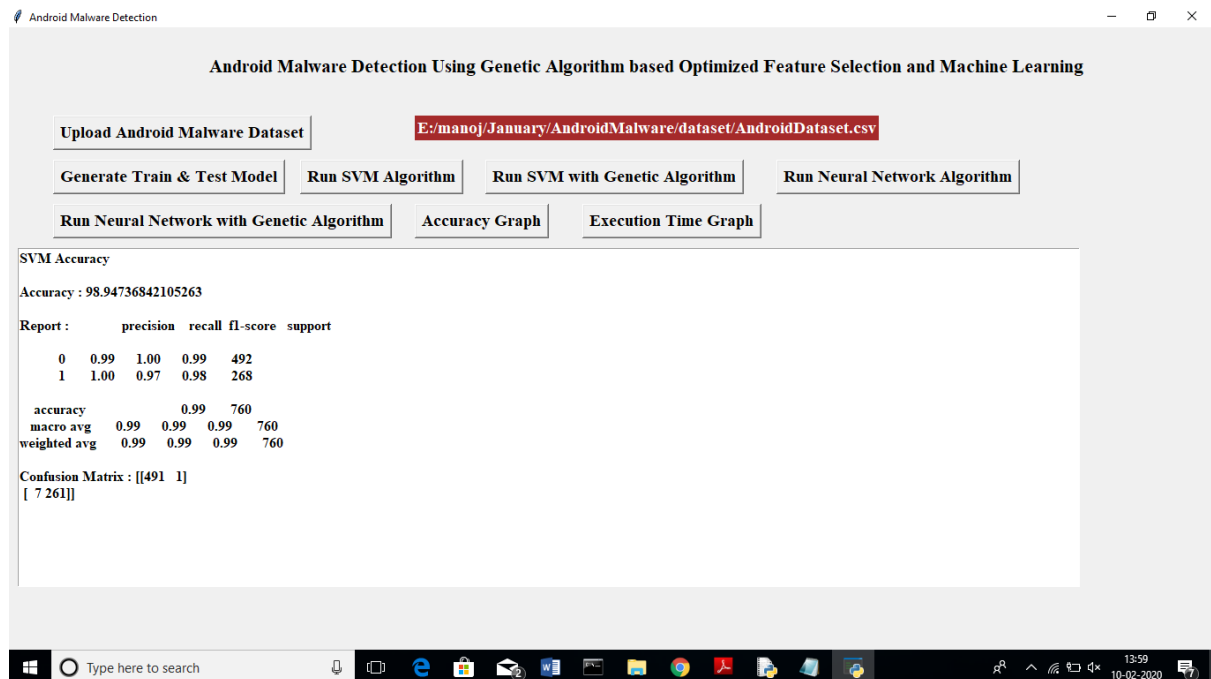 Android Malware Detection
Android Malware Detection Using Genetic Algorithm based Optimized Feature Selection and Machine Learning
Upload Android Malware Dataset
E:/manoj/January/AndroidMalware/dataset/AndroidDataset.csv
Generate Train & Test Model
Run SVM Algorithm
Run SVM with Genetic Algorithm
Run Neural Network Algorithm
Run Neural Network with Genetic Algorithm
Accuracy Graph
Execution Time Graph
SVM Accuracy
Accuracy : 98.94736842105263
Report : precision recall f1-score support
0 0.99 1.00 0.99 492
1 1.00 0.97 0.98 268
accuracy 0.99 760
macro avg 0.99 0.99 0.99 760
weighted avg 0.99 0.99 0.99 760
Confusion Matrix : [[491 1]
[ 7 261]]
Type here to search
13:59
10-02-2020